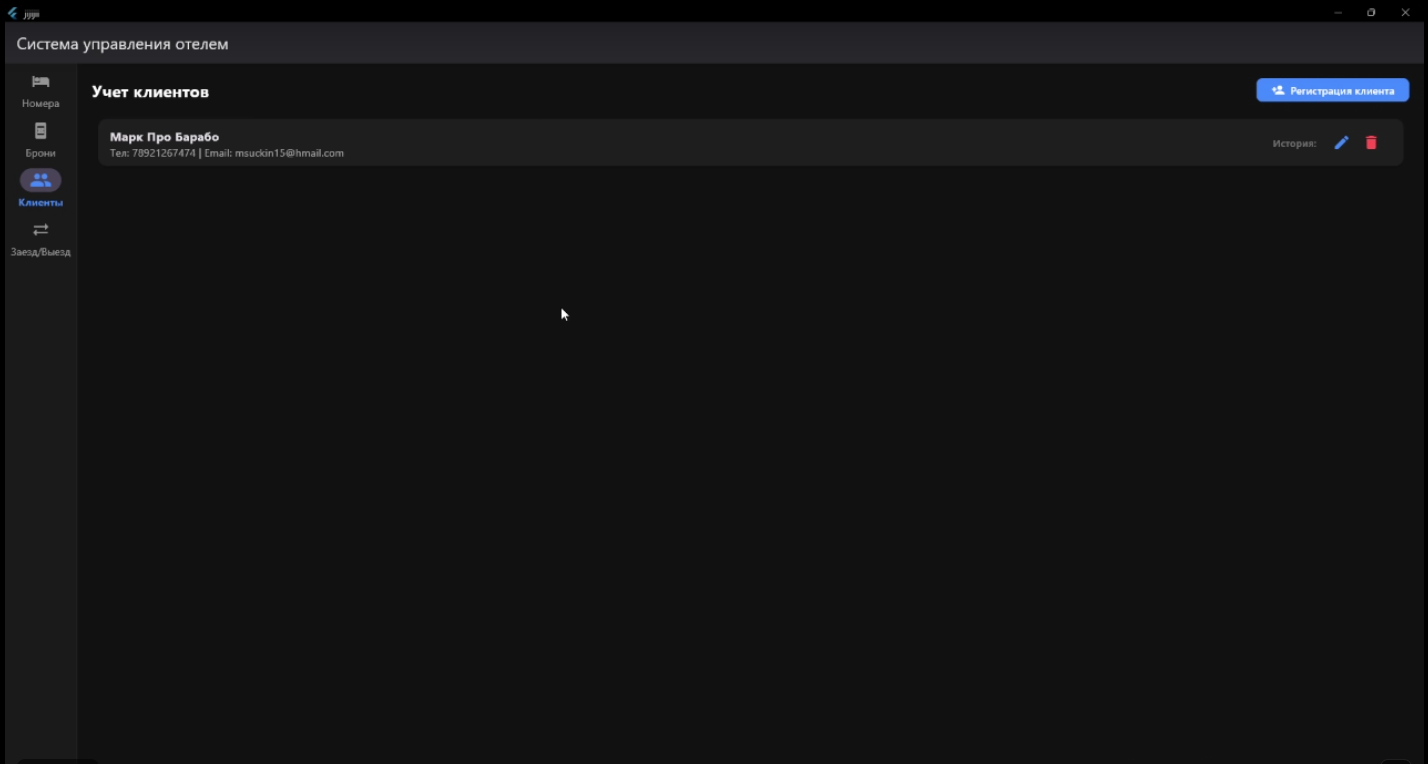 Система управления отелем
Номера
Брони
Клиенты
Заезд/Выезд
Учет клиентов
Регистрация клиента
Марк Про Барабо
Тел: 78921267474 | Email: msuckin15@hmail.com
История: